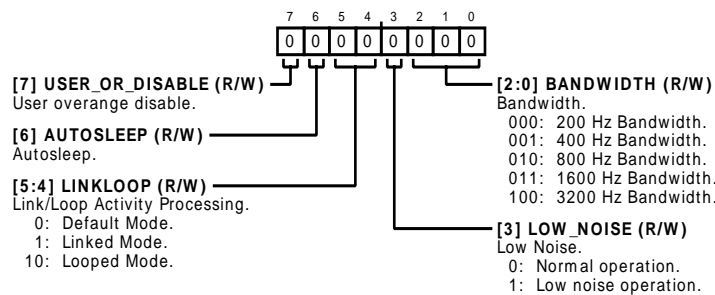 7 6 5 4 3 2 1 0
0 0 0 0 0 0 0 0
[7] USER_OR_DISABLE (R/W)
User overange disable.
[6] AUTOSLEEP (R/W)
Autosleep.
[5:4] LINKLOOP (R/W)
Link/Loop Activity Processing.
0: Default Mode.
1: Linked Mode.
10: Looped Mode.
[2:0] BANDWIDTH (R/W)
Bandwidth.
000: 200 Hz Bandwidth.
001: 400 Hz Bandwidth.
010: 800 Hz Bandwidth.
011: 1600 Hz Bandwidth.
100: 3200 Hz Bandwidth.
[3] LOW_NOISE (R/W)
Low Noise.
0: Normal operation.
1: Low noise operation.